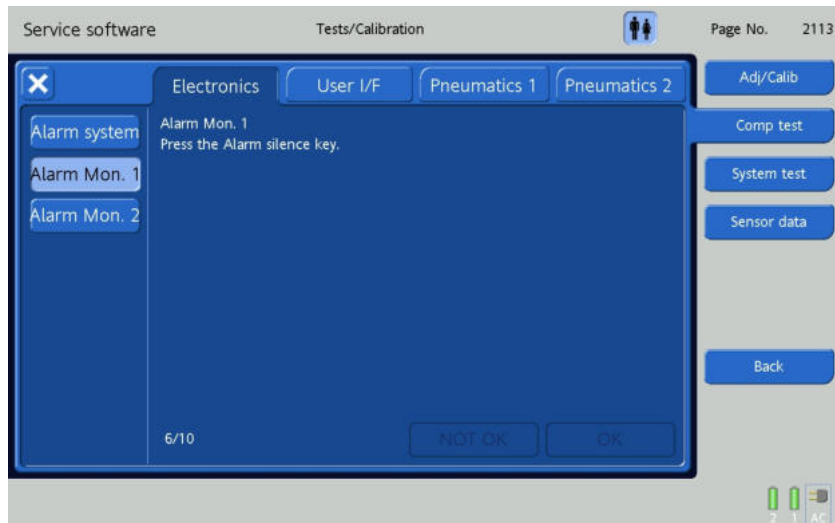 Service software
Tests/Calibration
Page No. 2113
Electronics
User I/F
Pneumatics 1
Pneumatics 2
Adj/Calib
Comp test
System test
Sensor data
Back
Alarm system
Alarm Mon. 1
Alarm Mon. 2
Alarm Mon. 1
Press the Alarm silence key.
6/10
NOT OK
OK
2 1 AC